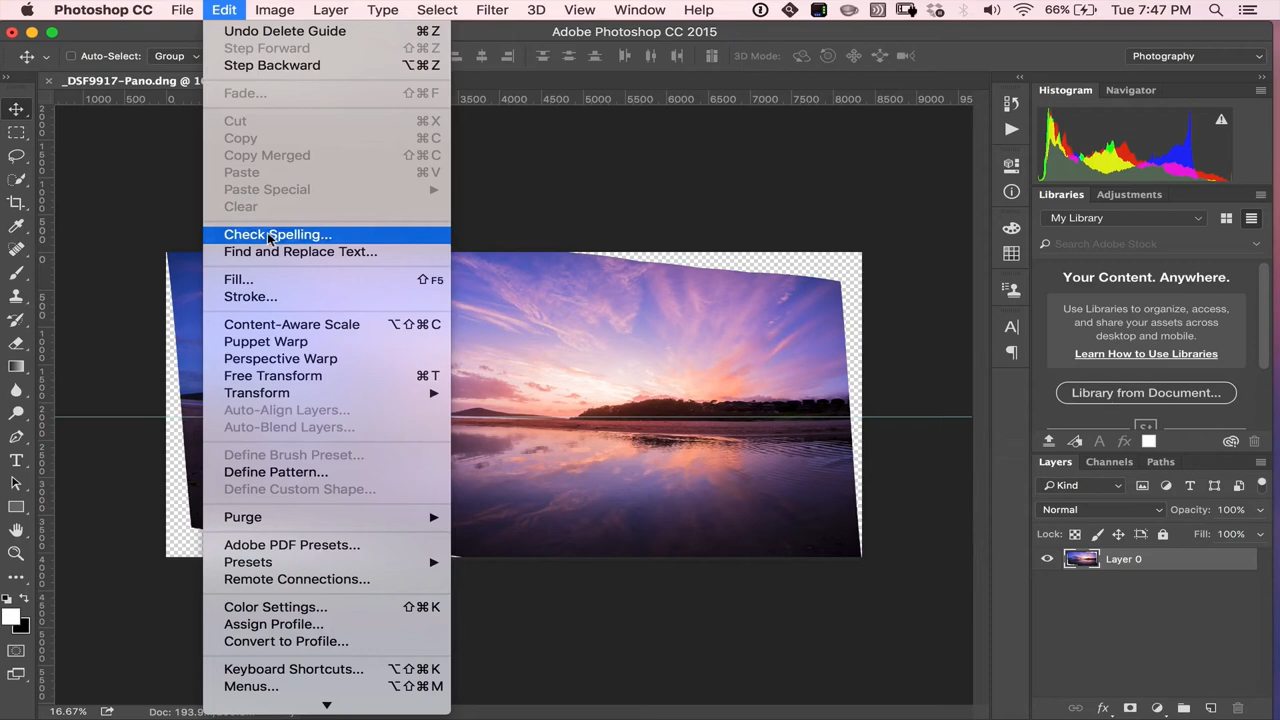 Photoshop CC File Edit Image Layer Type Select Filter 3D View Window Help 66% Tue 7:47 PM
Adobe Photoshop CC 2015
Auto-Select: Group 3D Mode: Photography
× _DSF9917-Pano.dng @ 1
1000 500 0 3500 4000 4500 5000 5500 6000 6500 7000 7500 8000 8500 9000 95
Undo Delete Guide ⌘Z
Step Forward ⇧⌘Z
Step Backward ⌥⌘Z
Fade... ⇧⌘F
Cut ⌘X
Copy ⌘C
Copy Merged ⇧⌘C
Paste ⌘V
Paste Special
Clear
Check Spelling...
Find and Replace Text...
Fill... ⇧F5
Stroke...
Content-Aware Scale ⌥⇧⌘C
Puppet Warp
Perspective Warp
Free Transform ⌘T
Transform
Auto-Align Layers...
Auto-Blend Layers...
Define Brush Preset...
Define Pattern...
Define Custom Shape...
Purge
Adobe PDF Presets...
Presets
Remote Connections...
Color Settings... ⇧⌘K
Assign Profile...
Convert to Profile...
Keyboard Shortcuts... ⌥⇧⌘K
Menus... ⌥⇧⌘M
Histogram Navigator
Libraries Adjustments
My Library
Search Adobe Stock
Your Content. Anywhere.
Use Libraries to organize, access,
and share your assets across
desktop and mobile.
Learn How to Use Libraries
Library from Document...
St
Layers Channels Paths
Kind
Normal Opacity: 100%
Lock: Fill: 100%
Layer 0
16.67% Doc: 193.9